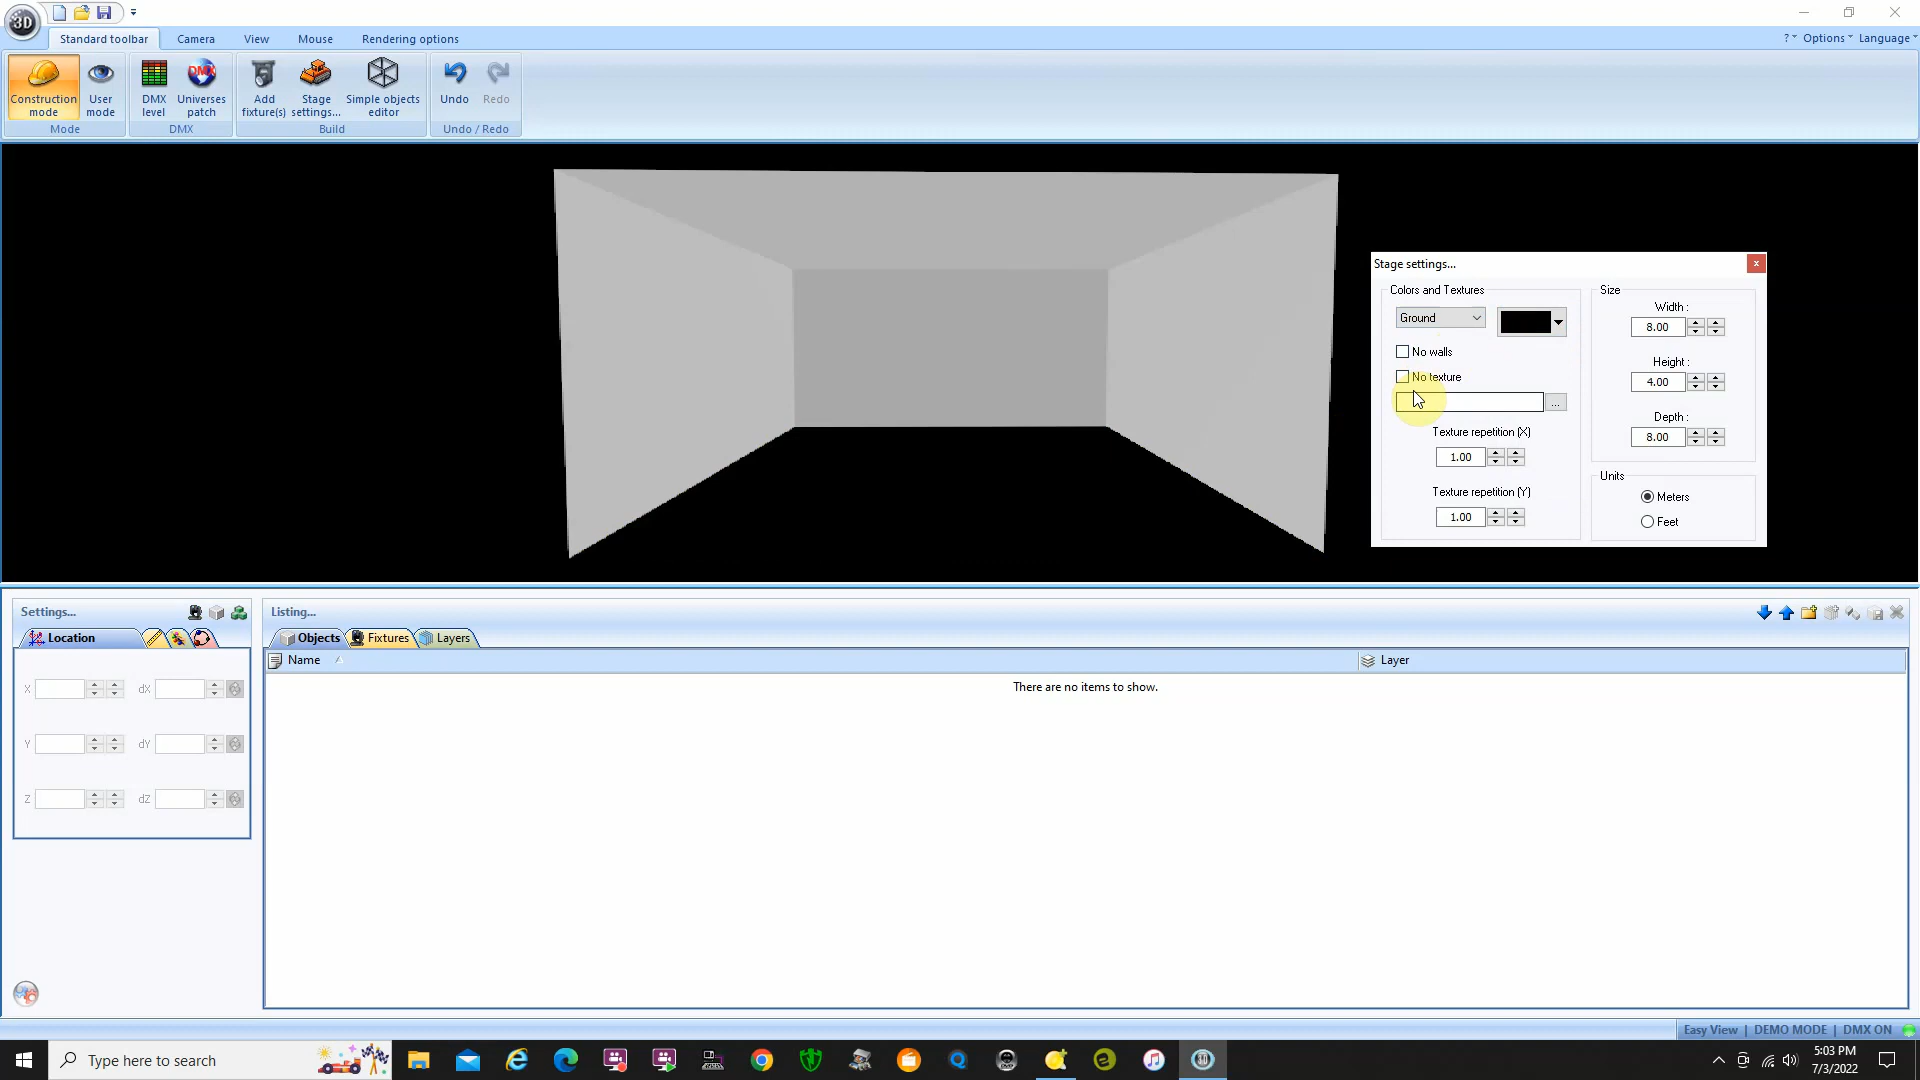 3D
Standard toolbar
Camera
View
Mouse
Rendering options
?
Options
Language
Construction
mode
User
mode
DMX
level
DMX
Universes
patch
Add
fixture(s)
Stage
settings...
Simple objects
editor
Undo
Redo
Mode
DMX
Build
Undo / Redo
Stage settings...
x
Colors and Textures
Ground
No walls
No texture
...
Texture repetition (X)
1.00
Texture repetition (Y)
1.00
Size
Width :
8.00
Height :
4.00
Depth :
8.00
Units
Meters
Feet
Settings...
Location
X
dX
Y
dY
Z
dZ
Listing...
Objects
Fixtures
Layers
Name
Layer
There are no items to show.
Easy View | DEMO MODE | DMX ON
Type here to search
5:03 PM
7/3/2022